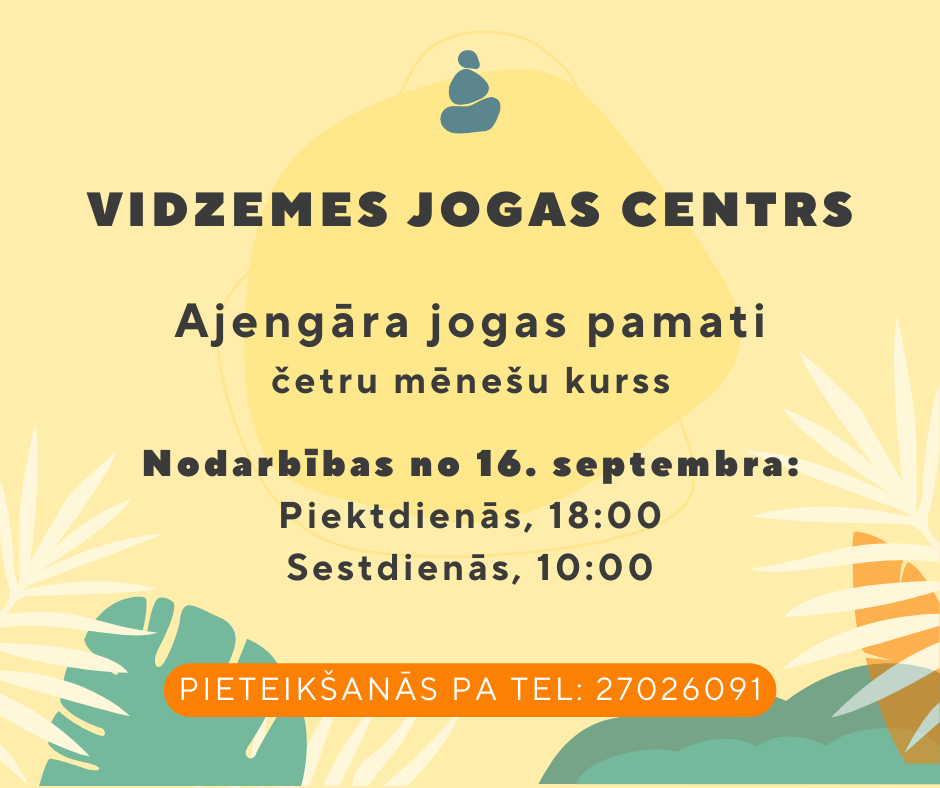 VIDZEMES JOGAS CENTRS
Ajengāra jogas pamati
četru mēnešu kurss
Nodarbības no 16. septembra:
Piektdienās, 18:00
Sestdienās, 10:00
PIETEIKŠANĀS PA TEL: 27026091